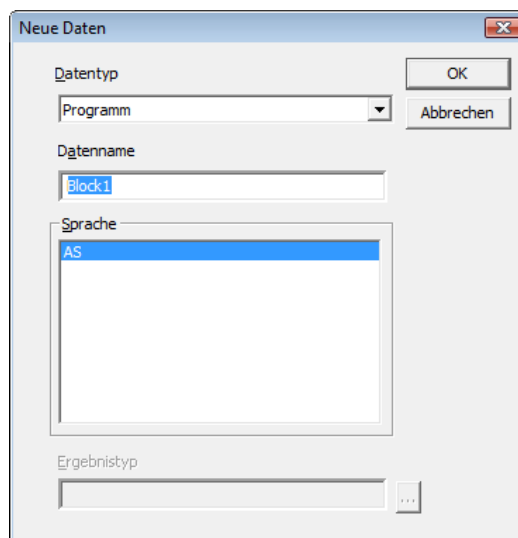 Neue Daten
Datentyp
OK
Programm
Abbrechen
Datenname
Block1
Sprache
AS
Ergebnistyp
...